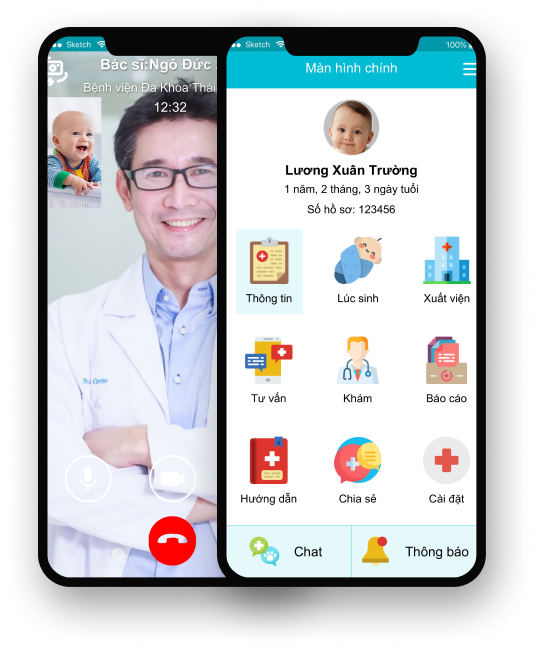 Sketch
Bác sĩ:Ngô Đức
Bệnh viện Đa Khoa Thái
12:32
Sketch
100%
Màn hình chính
Lương Xuân Trường
1 năm, 2 tháng, 3 ngày tuổi
Số hồ sơ: 123456
Thông tin
Lúc sinh
Xuất viện
Tư vấn
Khám
Báo cáo
Hướng dẫn
Chia sẻ
Cài đặt
Chat
Thông báo